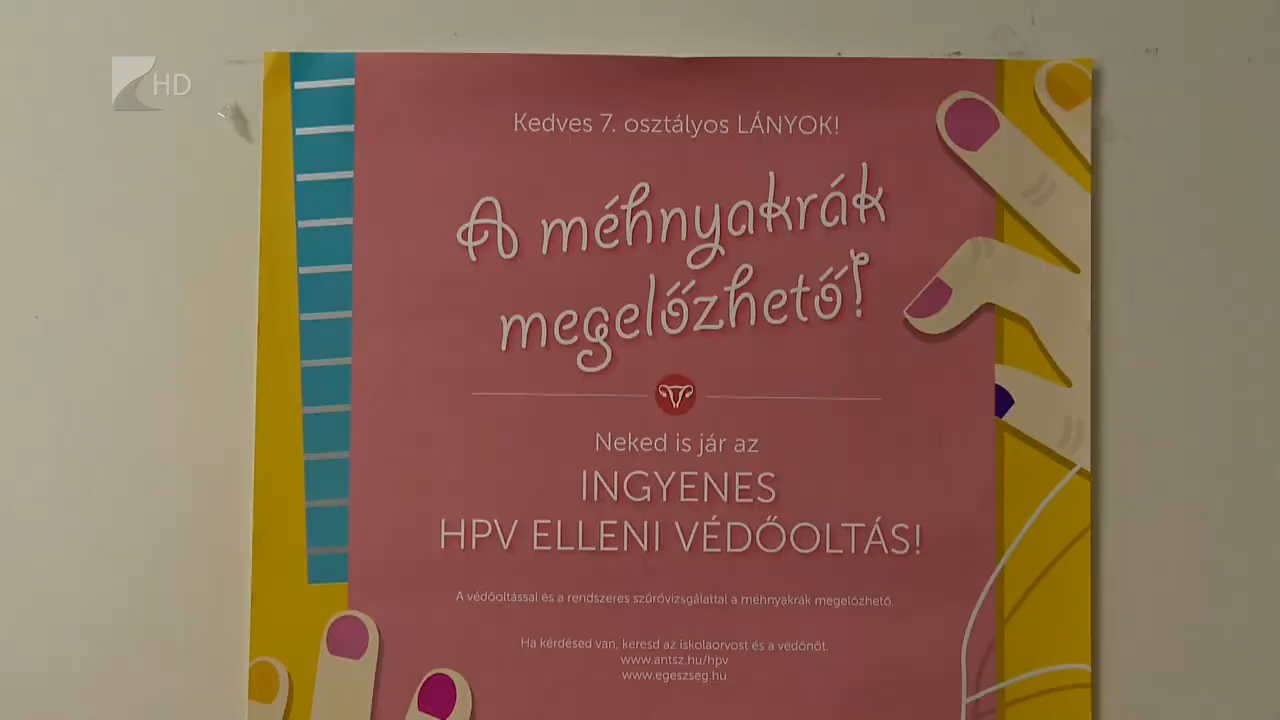 HD
Kedves 7. osztályos LÁNYOK!
A méhnyakrák
megelőzhető!
Neked is jár az
INGYENES
HPV ELLENI VÉDŐOLTÁS!
A védőoltással és a rendszeres szűrővizsgálattal a méhnyakrák megelőzhető.
Ha kérdésed van, keresd az iskolaorvost és a védőnőt.
www.antsz.hu/hpv
www.egeszseg.hu